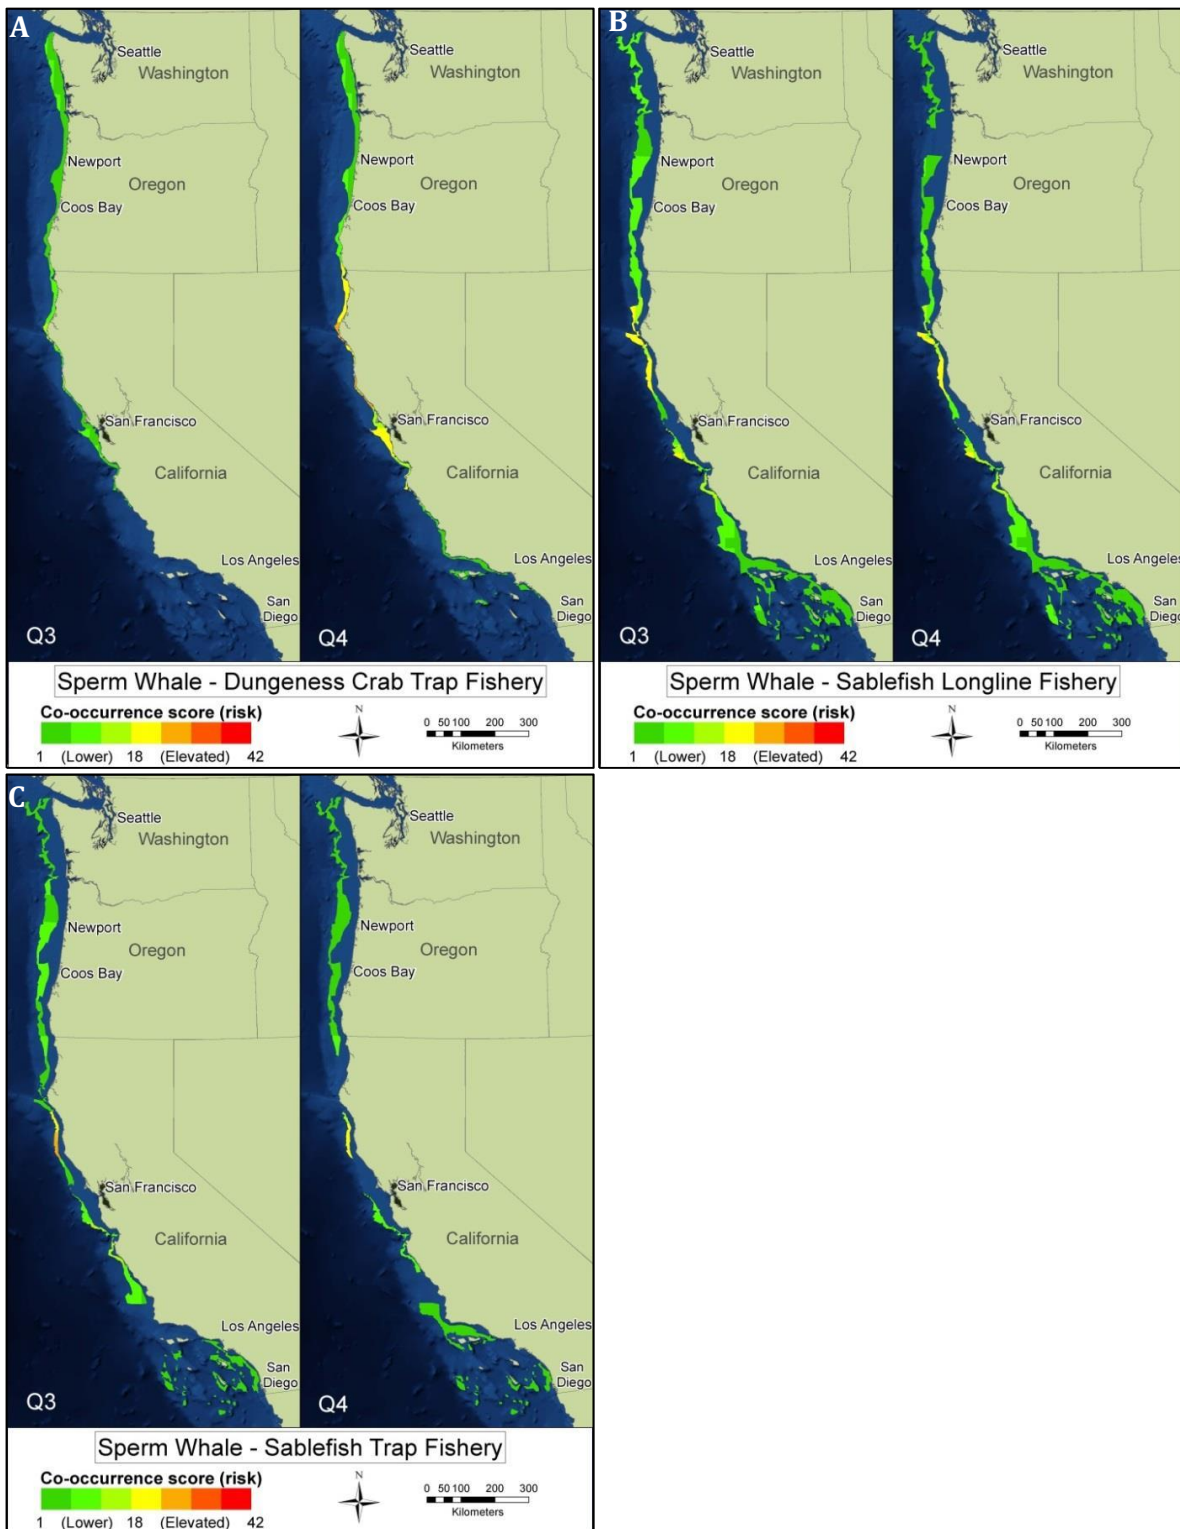 A
Seattle
Washington
Newport
Oregon
Coos Bay
San Francisco
California
Los Angeles
San
Diego
Q3
Seattle
Washington
Newport
Oregon
Coos Bay
San Francisco
California
Los Angeles
San
Diego
Q4
Sperm Whale - Dungeness Crab Trap Fishery
Co-occurrence score (risk)
1 (Lower) 18 (Elevated) 42
N
0 50 100 200 300
Kilometers
B
Seattle
Washington
Newport
Oregon
Coos Bay
San Francisco
California
Los Angeles
San
Diego
Q3
Seattle
Washington
Newport
Oregon
Coos Bay
San Francisco
California
Los Angeles
San
Diego
Q4
Sperm Whale - Sablefish Longline Fishery
Co-occurrence score (risk)
1 (Lower) 18 (Elevated) 42
N
0 50 100 200 300
Kilometers
C
Seattle
Washington
Newport
Oregon
Coos Bay
San Francisco
California
Los Angeles
San
Diego
Q3
Seattle
Washington
Newport
Oregon
Coos Bay
San Francisco
California
Los Angeles
San
Diego
Q4
Sperm Whale - Sablefish Trap Fishery
Co-occurrence score (risk)
1 (Lower) 18 (Elevated) 42
N
0 50 100 200 300
Kilometers